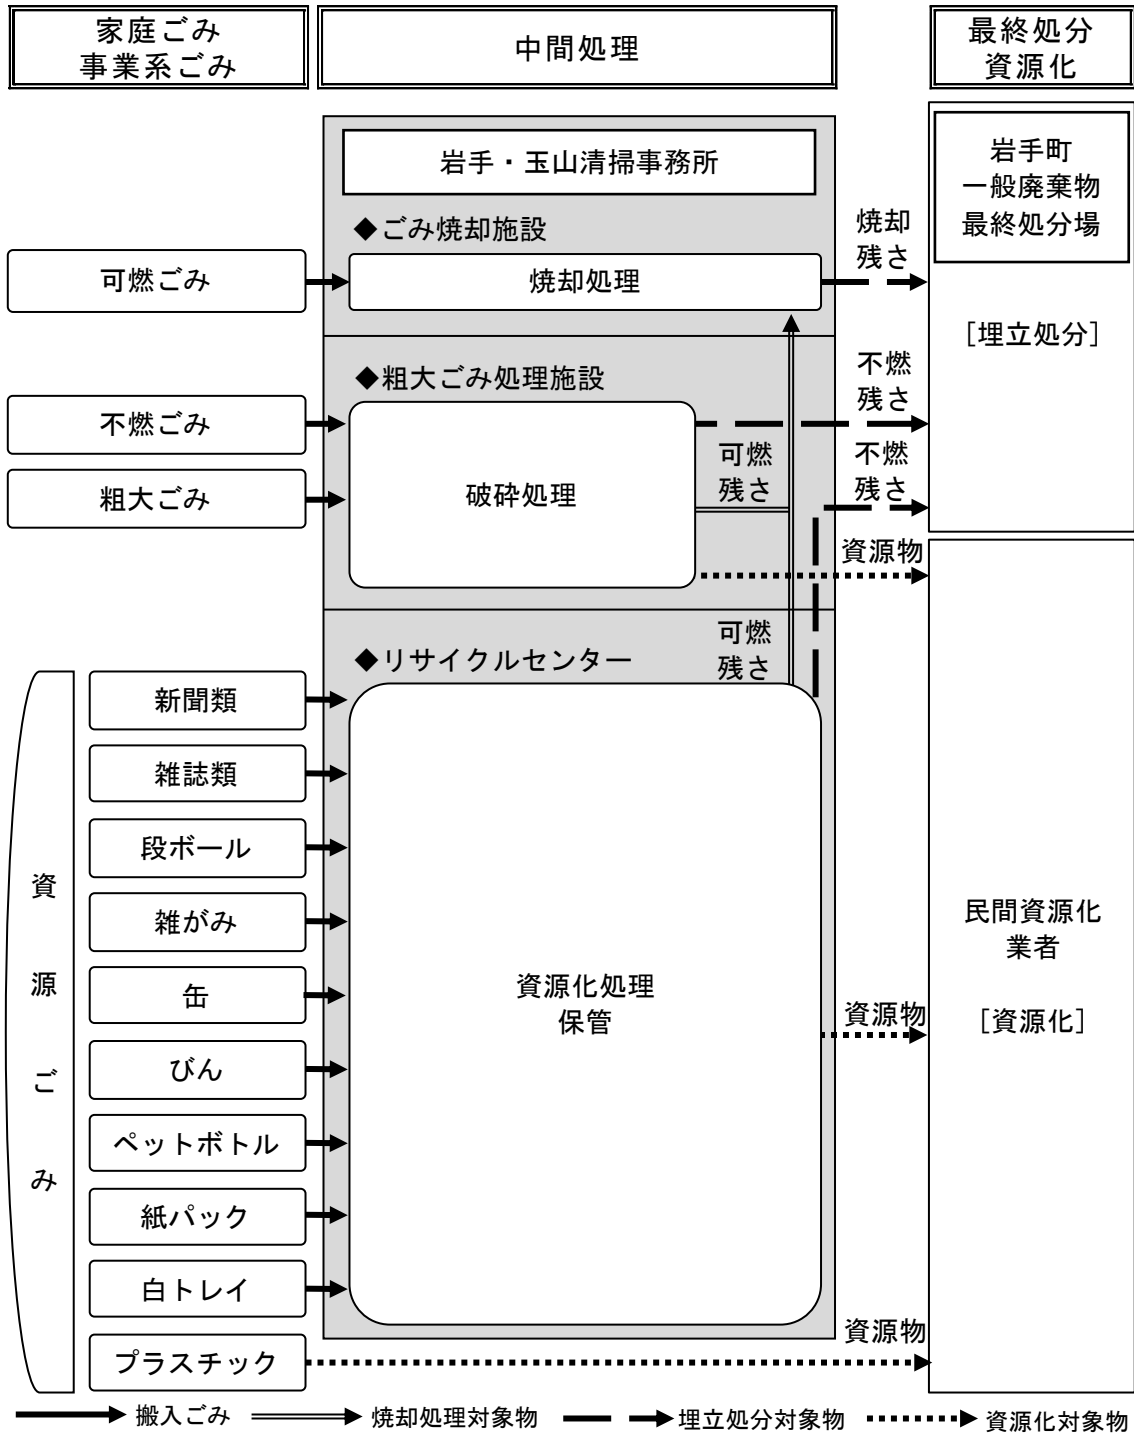 家庭ごみ
事業系ごみ
中間処理
最終処分
資源化
岩手・玉山清掃事務所
岩手町
一般廃棄物
最終処分場
[埋立処分]
◆ごみ焼却施設
可燃ごみ
焼却処理
焼却
残さ
◆粗大ごみ処理施設
不燃ごみ
粗大ごみ
破砕処理
不燃
残さ
可燃
残さ
不燃
残さ
資源物
◆リサイクルセンター
可燃
残さ
資源ごみ
新聞類
雑誌類
段ボール
雑がみ
缶
びん
ペットボトル
紙パック
白トレイ
プラスチック
資源化処理
保管
資源物
資源物
民間資源化
業者
[資源化]
搬入ごみ
焼却処理対象物
埋立処分対象物
資源化対象物